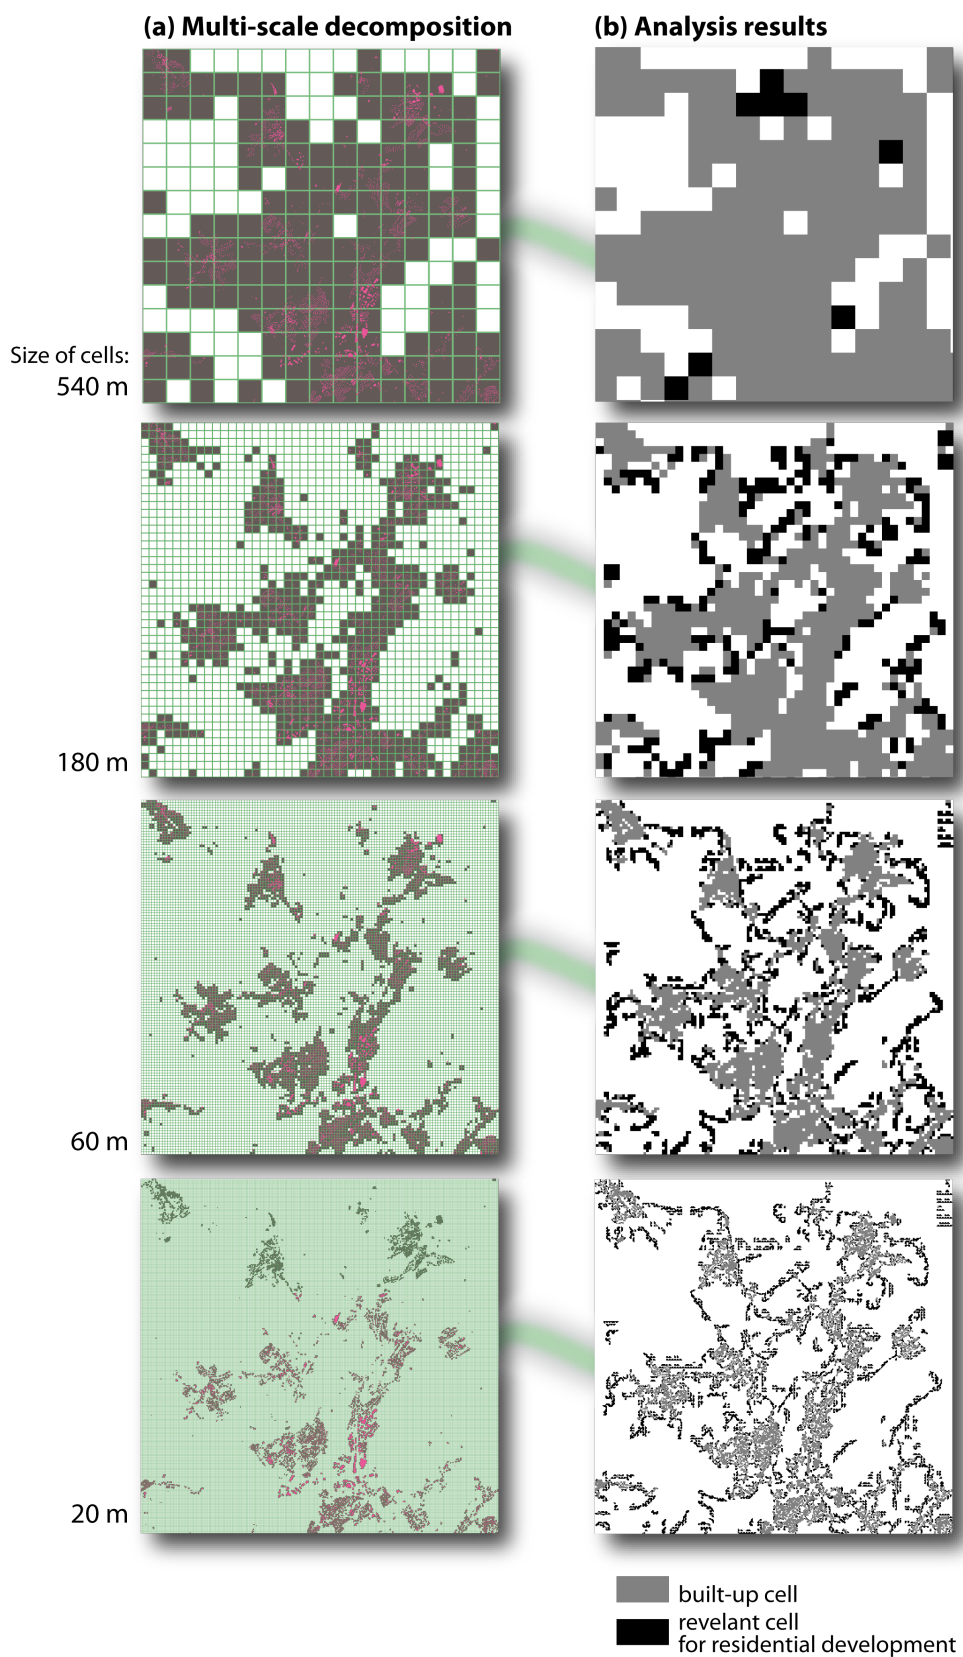 (a) Multi-scale decomposition
(b) Analysis results
Size of cells:
540 m
180 m
60 m
20 m
built-up cell
revelant cell
for residential development